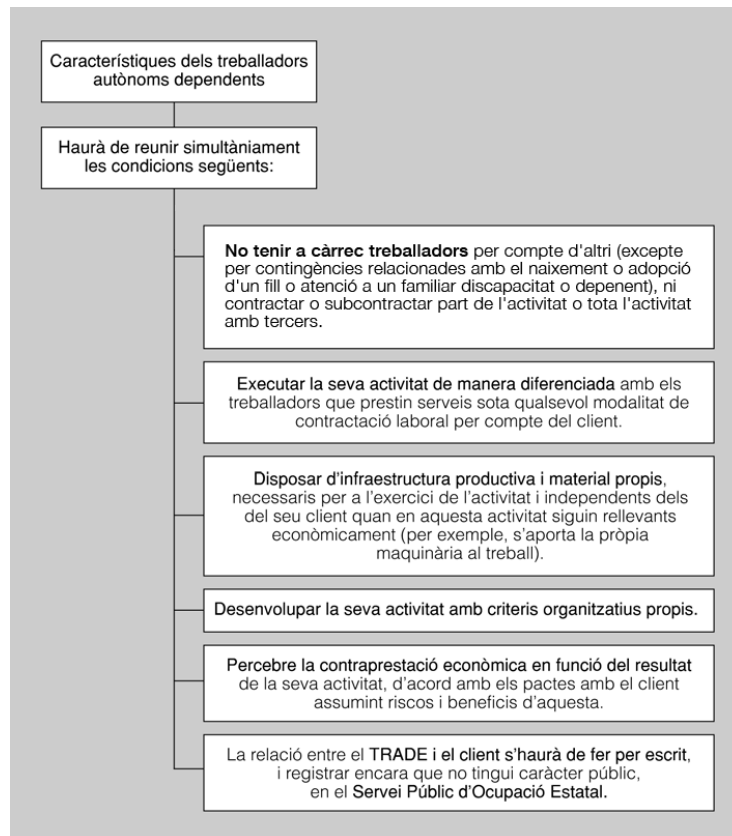 Característiques dels treballadors
autònoms dependents
Haurà de reunir simultàniament
les condicions següents:
No tenir a càrrec treballadors per compte d'altri (excepte
per contingències relacionades amb el naixement o adopció
d'un fill o atenció a un familiar discapacitat o depenent), ni
contractar o subcontractar part de l'activitat o tota l'activitat
amb tercers.
Executar la seva activitat de manera diferenciada amb els
treballadors que prestin serveis sota qualsevol modalitat de
contractació laboral per compte del client.
Disposar d’infraestructura productiva i material propis,
necessaris per a l’exercici de l’activitat i independents dels
del seu client quan en aquesta activitat siguin rellevants
econòmicament (per exemple, s’aporta la pròpia
maquinària al treball).
Desenvolupar la seva activitat amb criteris organitzatius propis.
Percebre la contraprestació econòmica en funció del resultat
de la seva activitat, d’acord amb els pactes amb el client
assumint riscos i beneficis d’aquesta.
La relació entre el TRADE i el client s’haurà de fer per escrit,
i registrar encara que no tingui caràcter públic,
en el Servei Públic d’Ocupació Estatal.